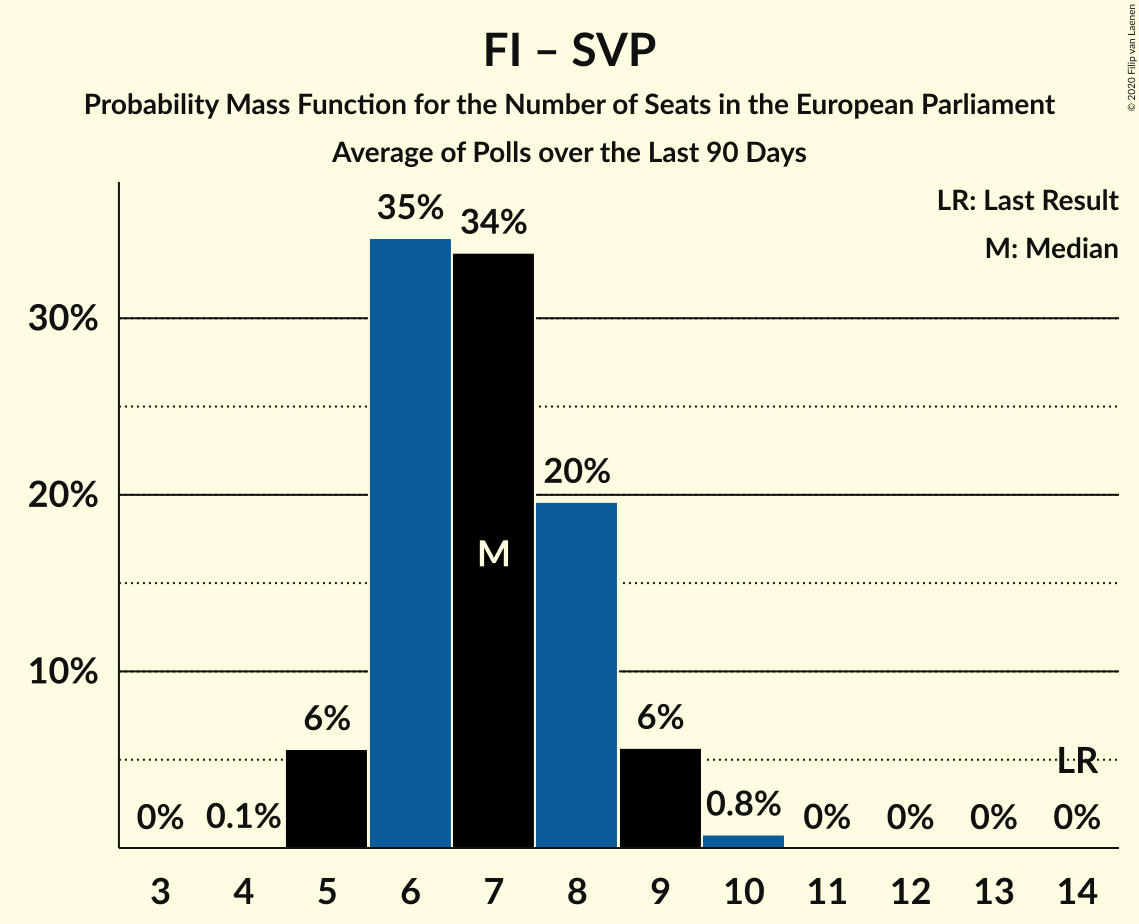 FI – SVP
Probability Mass Function for the Number of Seats in the European Parliament
Average of Polls over the Last 90 Days
© 2020 Filip van Laenen
LR: Last Result
M: Median
35%
34%
30%
20%
20%
M
10%
6%
6%
LR
0%
0.1%
0.8%
0%
0%
0%
0%
3 4 5 6 7 8 9 10 11 12 13 14